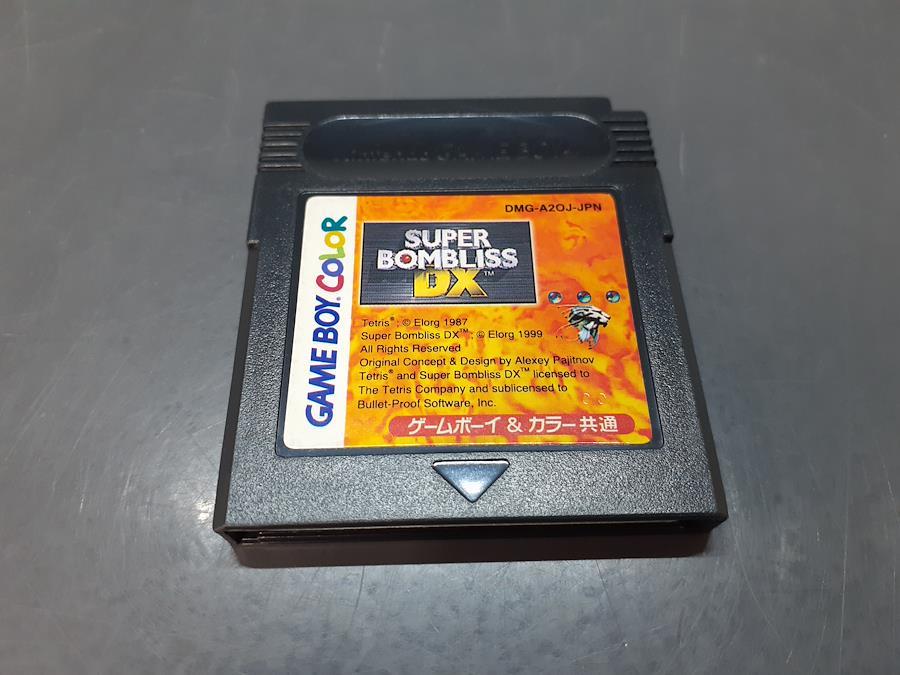 DMG-A2OJ-JPN
GAME BOY COLOR
SUPER
BOMBLISS
DX™
Tetris®; © Elorg 1987
Super Bombliss DX™; © Elorg 1999
All Rights Reserved
Original Concept & Design by Alexey Pajitnov
Tetris® and Super Bombliss DX™ licensed to
The Tetris Company and sublicensed to
Bullet-Proof Software, Inc.
ゲームボーイ & カラー共通